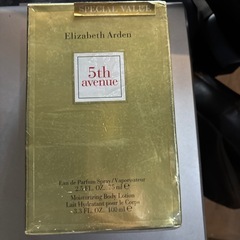 SPECIAL VALUE
Elizabeth Arden
5th
avenue
Eau de Parfum Spray/Vaporisateur
2.5 FL. OZ. 75 ml ℮
Moisturizing Body Lotion
Lait Hydratation pour le Corps
3.3 FL. OZ. 100 ml ℮